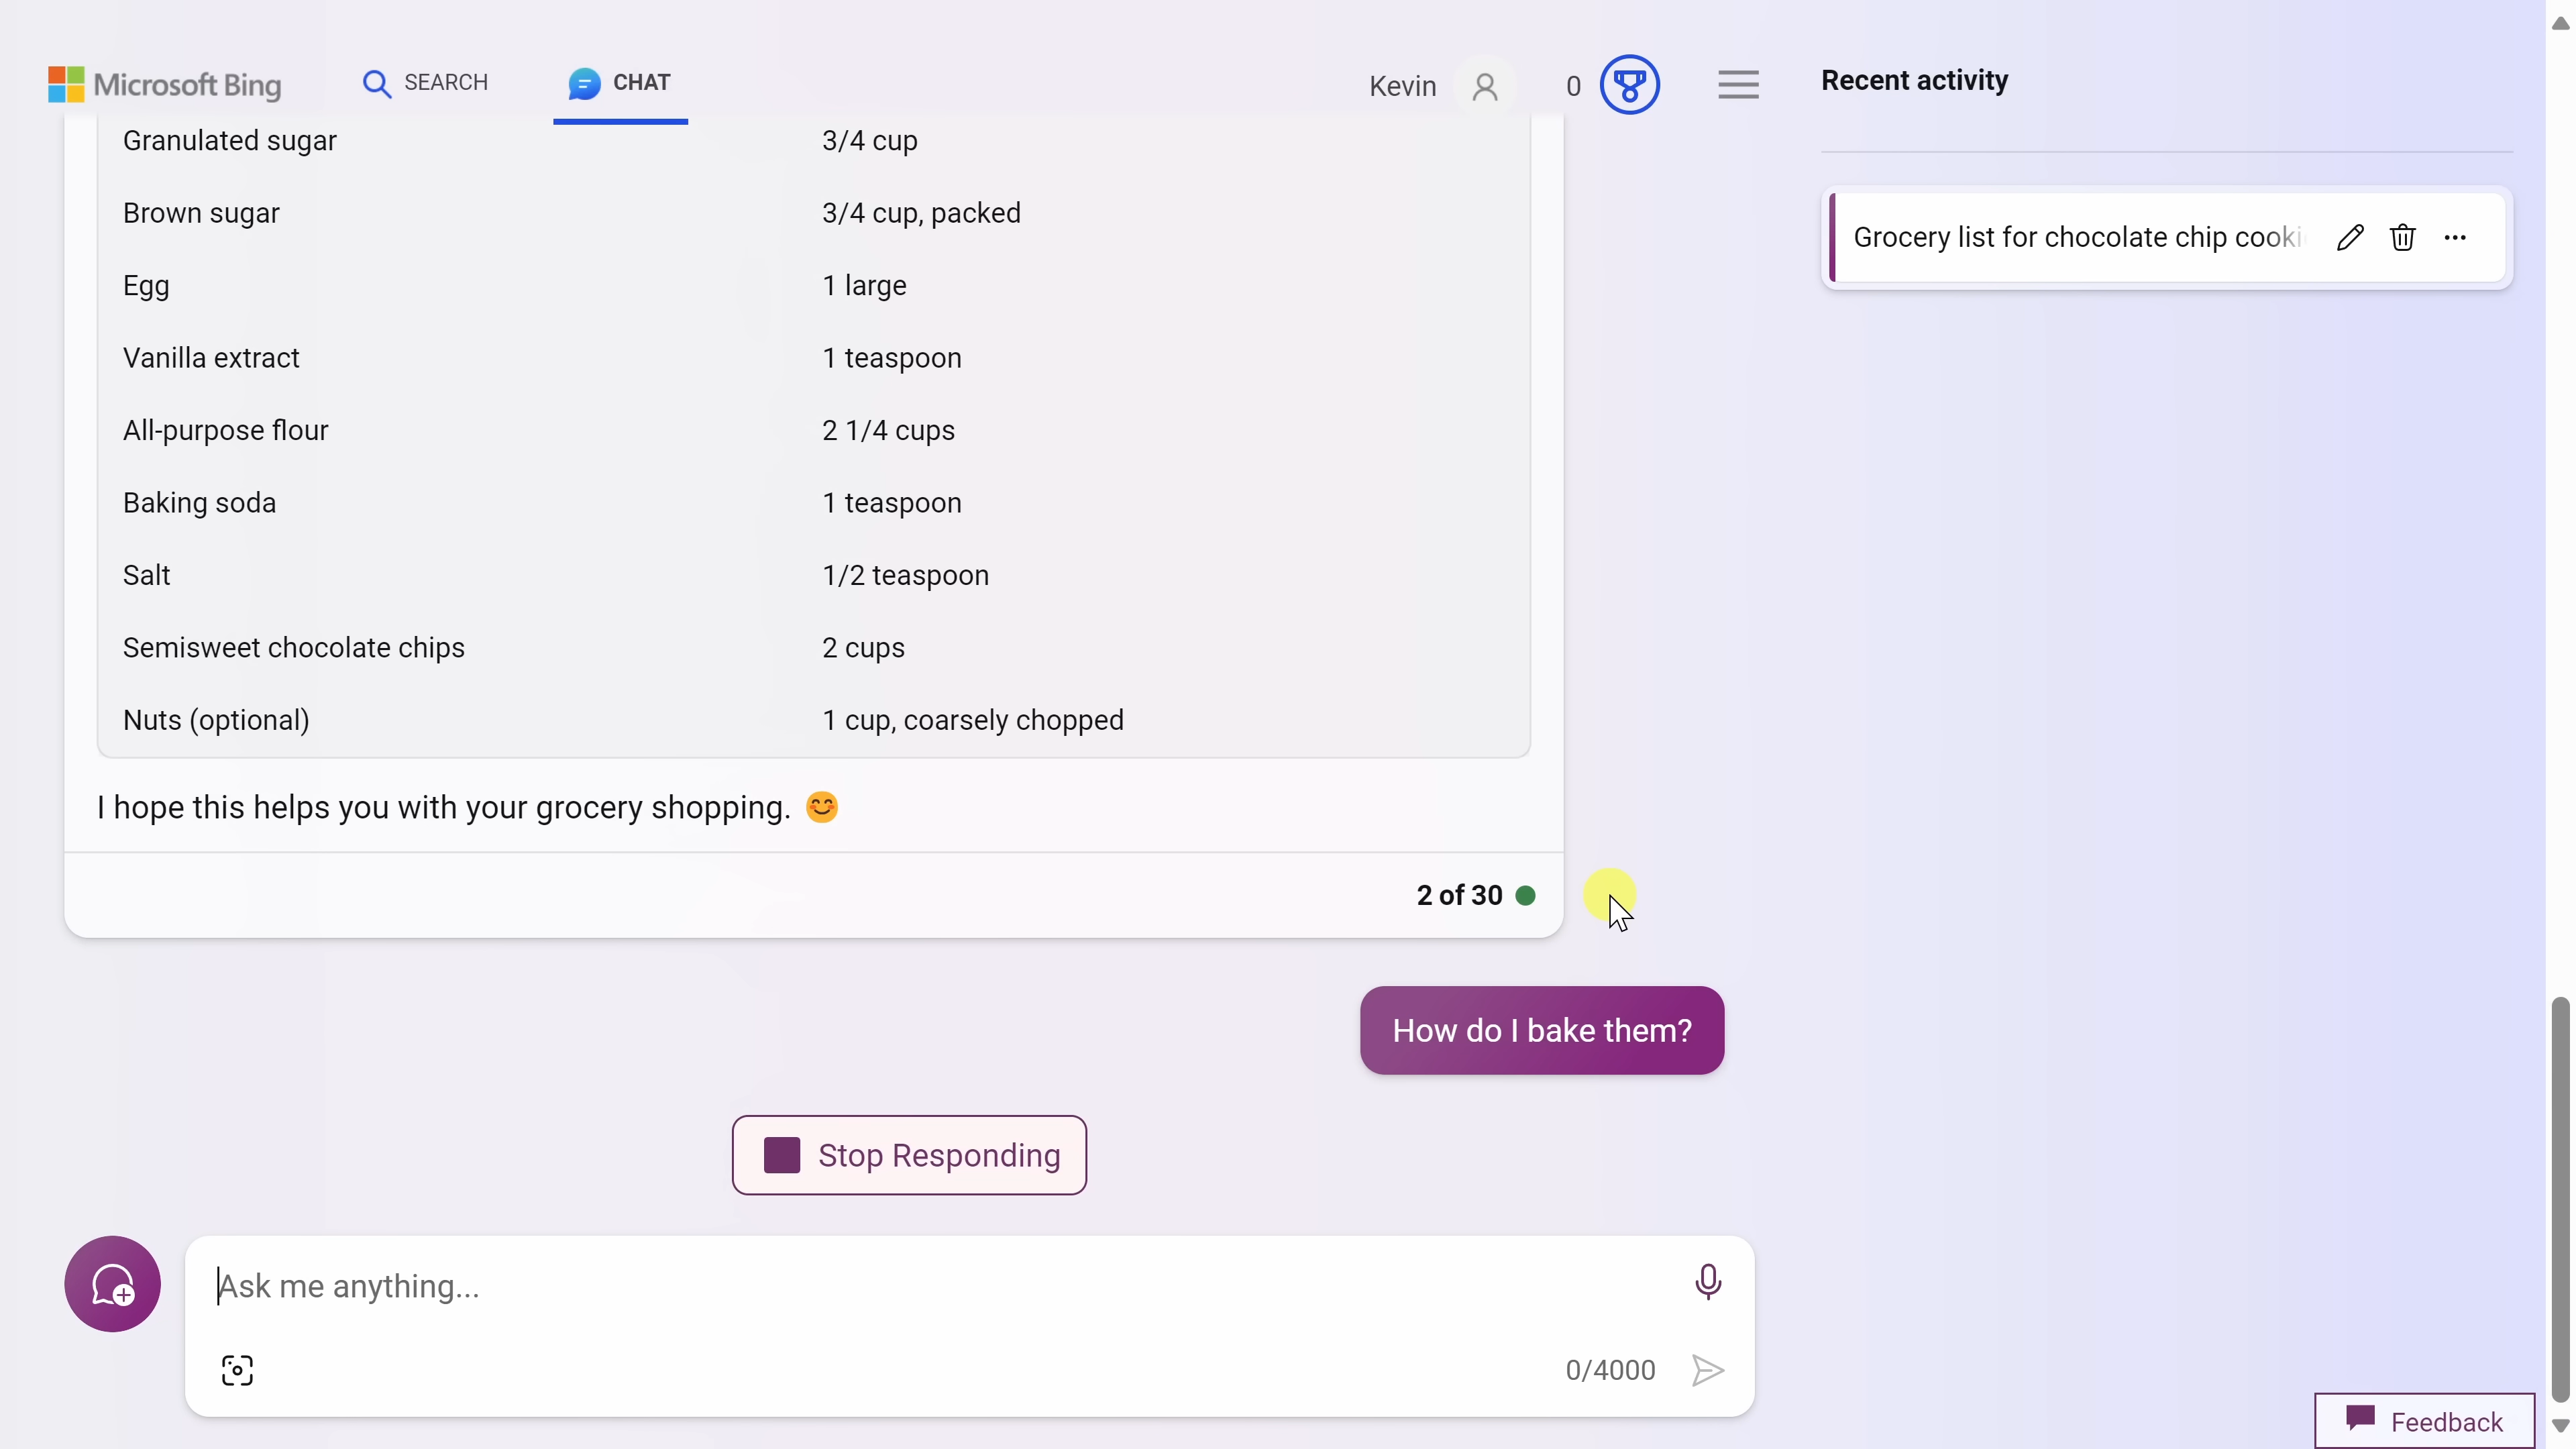 Microsoft Bing SEARCH CHAT Kevin 0 Recent activity
Granulated sugar 3/4 cup
Grocery list for chocolate chip cooki
Brown sugar 3/4 cup, packed
Egg 1 large
Vanilla extract 1 teaspoon
All-purpose flour 2 1/4 cups
Baking soda 1 teaspoon
Salt 1/2 teaspoon
Semisweet chocolate chips 2 cups
Nuts (optional) 1 cup, coarsely chopped
I hope this helps you with your grocery shopping. 😊
2 of 30
How do I bake them?
Stop Responding
Ask me anything...
0/4000
Feedback